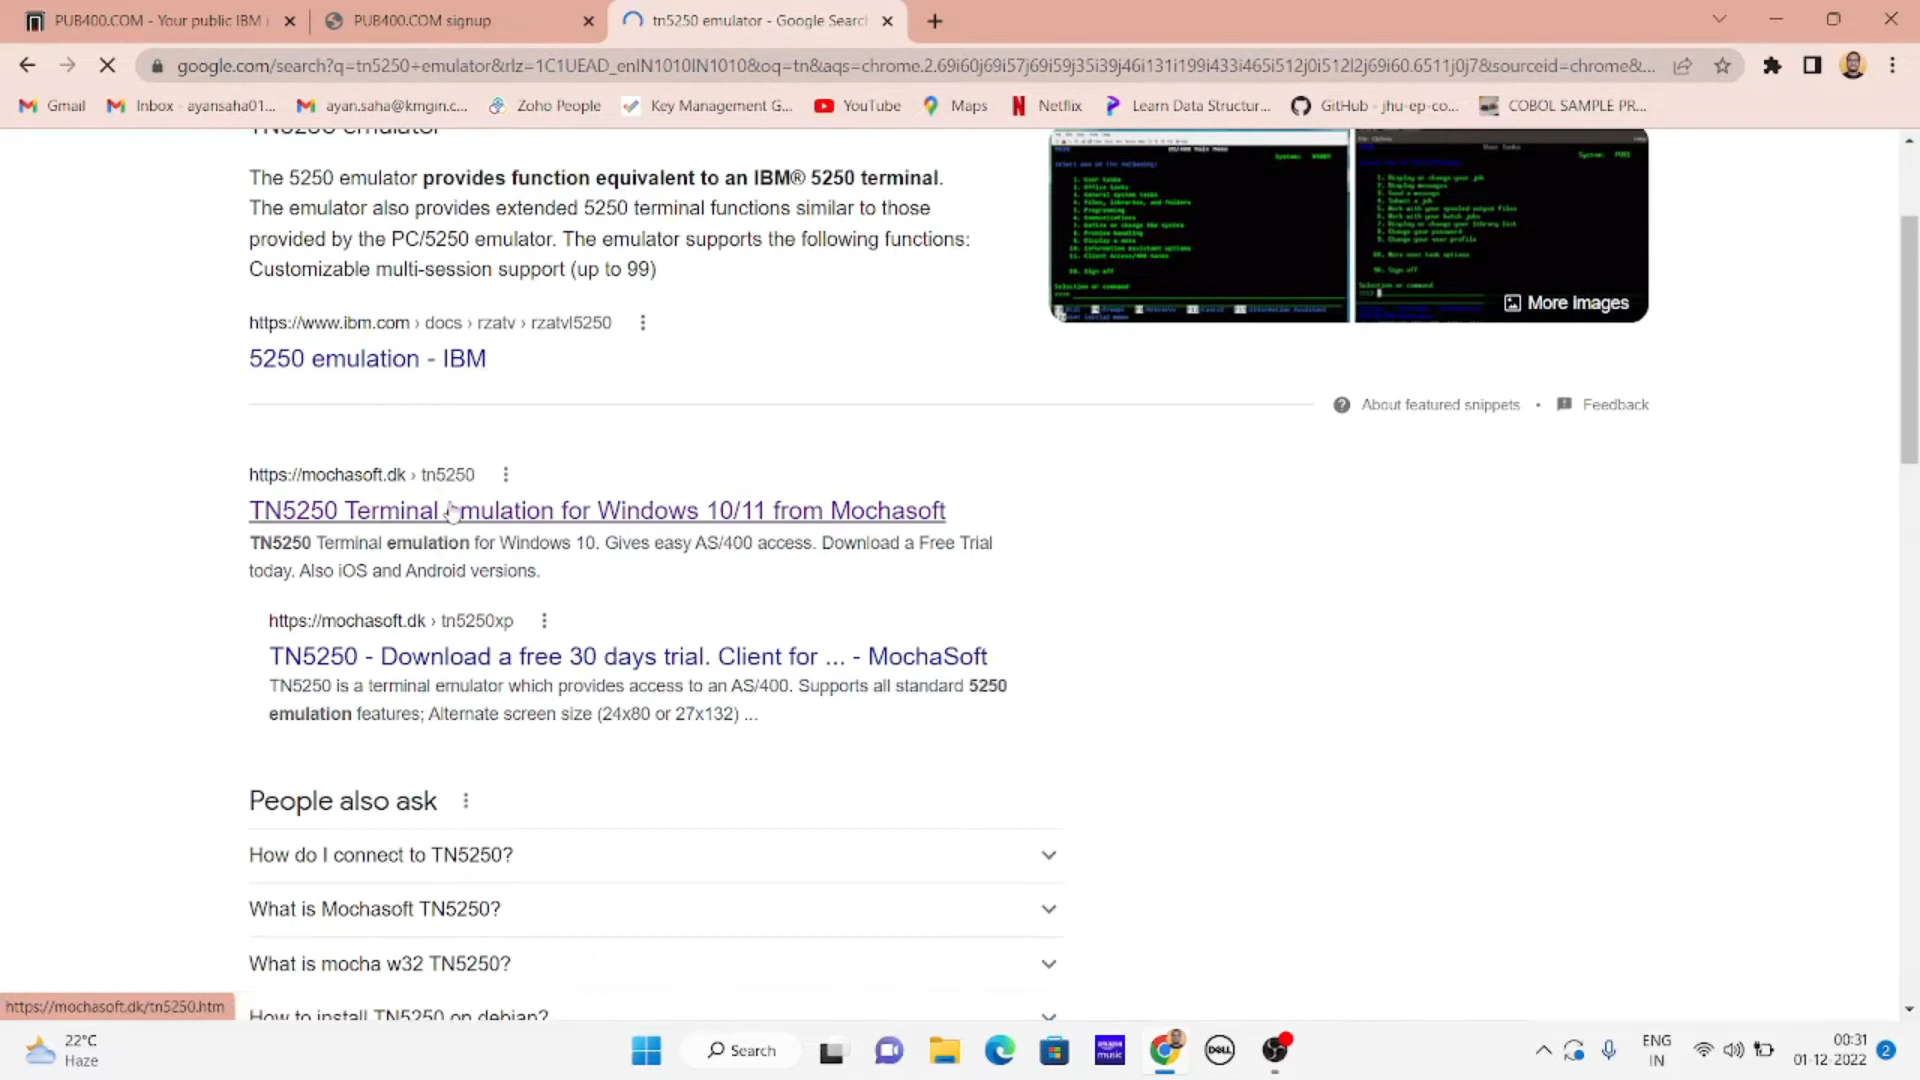 PUB400.COM - Your public IBM i
PUB400.COM signup
tn5250 emulator - Google Search
google.com/search?q=tn5250+emulator&rlz=1C1UEAD_enIN1010IN1010&oq=tn&aqs=chrome.2.69i60j69i57j69i59j35i39j46i131i199i433i465i512j0i512l2j69i60.6511j0j7&sourceid=chrome&...
Gmail
Inbox - ayansaha01...
ayan.saha@kmgin.c...
Zoho People
Key Management G...
YouTube
Maps
Netflix
Learn Data Structur...
GitHub - jhu-ep-co...
COBOL SAMPLE PR...
TN5250 emulator
The 5250 emulator provides function equivalent to an IBM® 5250 terminal.
The emulator also provides extended 5250 terminal functions similar to those
provided by the PC/5250 emulator. The emulator supports the following functions:
Customizable multi-session support (up to 99)
More images
https://www.ibm.com › docs › rzatv › rzatvl5250
5250 emulation - IBM
About featured snippets • Feedback
https://mochasoft.dk › tn5250
TN5250 Terminal emulation for Windows 10/11 from Mochasoft
TN5250 Terminal emulation for Windows 10. Gives easy AS/400 access. Download a Free Trial
today. Also iOS and Android versions.
https://mochasoft.dk › tn5250xp
TN5250 - Download a free 30 days trial. Client for ... - MochaSoft
TN5250 is a terminal emulator which provides access to an AS/400. Supports all standard 5250
emulation features; Alternate screen size (24x80 or 27x132) ...
People also ask
How do I connect to TN5250?
What is Mochasoft TN5250?
What is mocha w32 TN5250?
How to install TN5250 on debian?
https://mochasoft.dk/tn5250.htm
22°C
Haze
Search
music
DELL
ENG
IN
00:31
01-12-2022
2